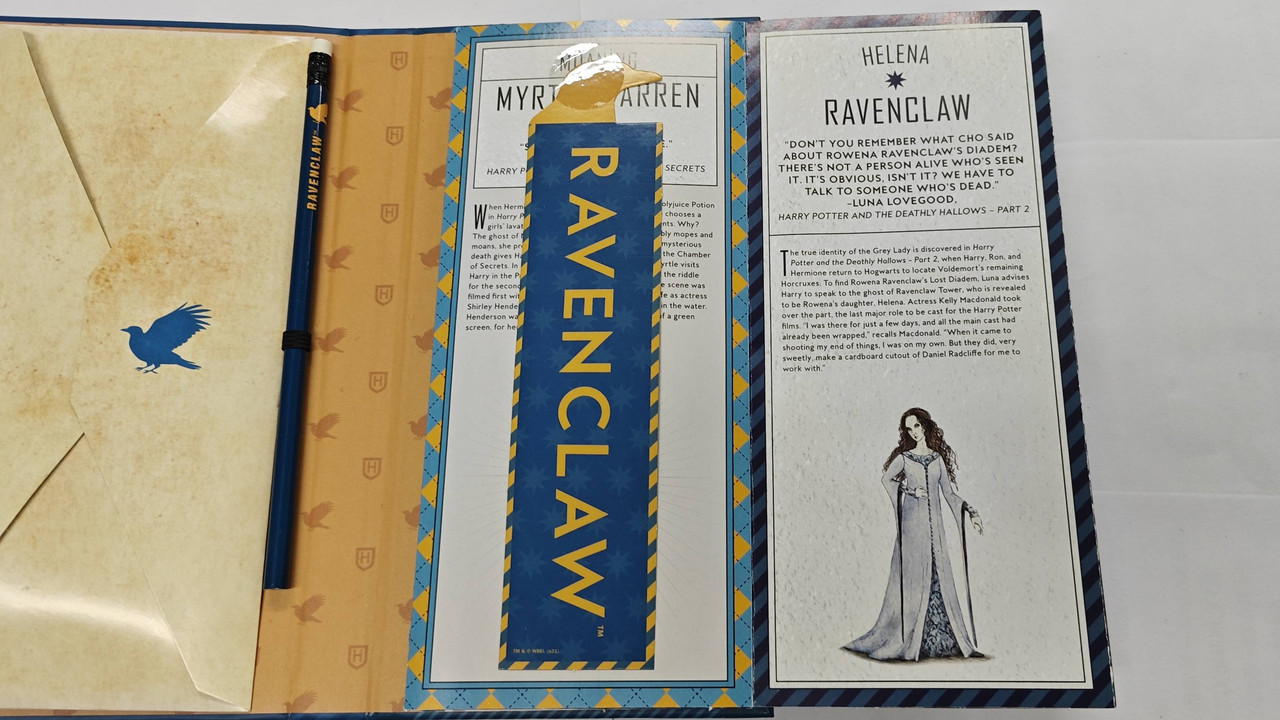 RAVENCLAW™
MOANING
MYRT ARREN
HARRY P SECRETS
When Herm olyjuice Potion
in Harry P chooses a
girls' lavat nts. Why?
The ghost of bly mopes and
moans, she pr mysterious
death gives H the Chamber
of Secrets. In yrtle visits
Harry in the P the riddle
for the secon e scene was
filmed first wit fe as actress
Shirley Hende in the water.
Henderson wa of a green
screen, for he
RAVENCLAW™
TM & © WBEI. (s21)
HELENA
RAVENCLAW
"DON'T YOU REMEMBER WHAT CHO SAID
ABOUT ROWENA RAVENCLAW'S DIADEM?
THERE'S NOT A PERSON ALIVE WHO'S SEEN
IT. IT'S OBVIOUS, ISN'T IT? WE HAVE TO
TALK TO SOMEONE WHO'S DEAD."
–LUNA LOVEGOOD,
HARRY POTTER AND THE DEATHLY HALLOWS – PART 2
The true identity of the Grey Lady is discovered in Harry
Potter and the Deathly Hallows – Part 2, when Harry, Ron, and
Hermione return to Hogwarts to locate Voldemort's remaining
Horcruxes. To find Rowena Ravenclaw's Lost Diadem, Luna advises
Harry to speak to the ghost of Ravenclaw Tower, who is revealed
to be Rowena's daughter, Helena. Actress Kelly Macdonald took
over the part, the last major role to be cast for the Harry Potter
films. "I was there for just a few days, and all the main cast had
already been wrapped," recalls Macdonald. "When it came to
shooting my end of things, I was on my own. But they did, very
sweetly, make a cardboard cutout of Daniel Radcliffe for me to
work with."